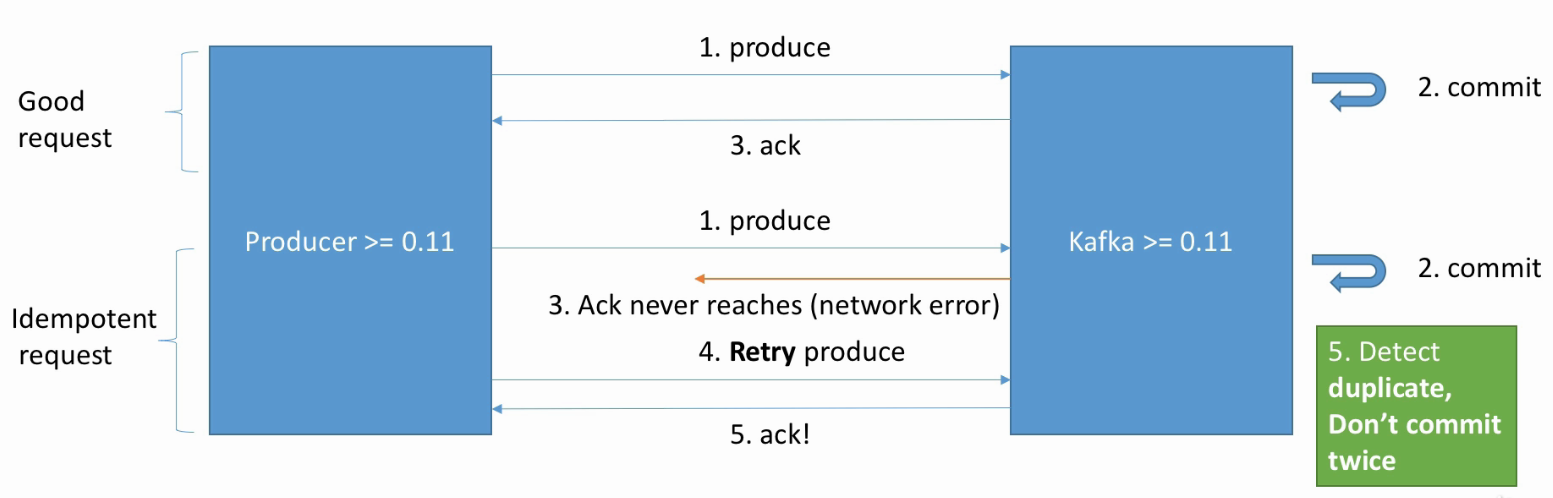 1. produce
Good
request
2. commit
3. ack
1. produce
Producer >= 0.11
Kafka >= 0.11
2. commit
3. Ack never reaches (network error)
Idempotent
request
4. Retry produce
5. Detect
duplicate,
Don’t commit
twice
5. ack!